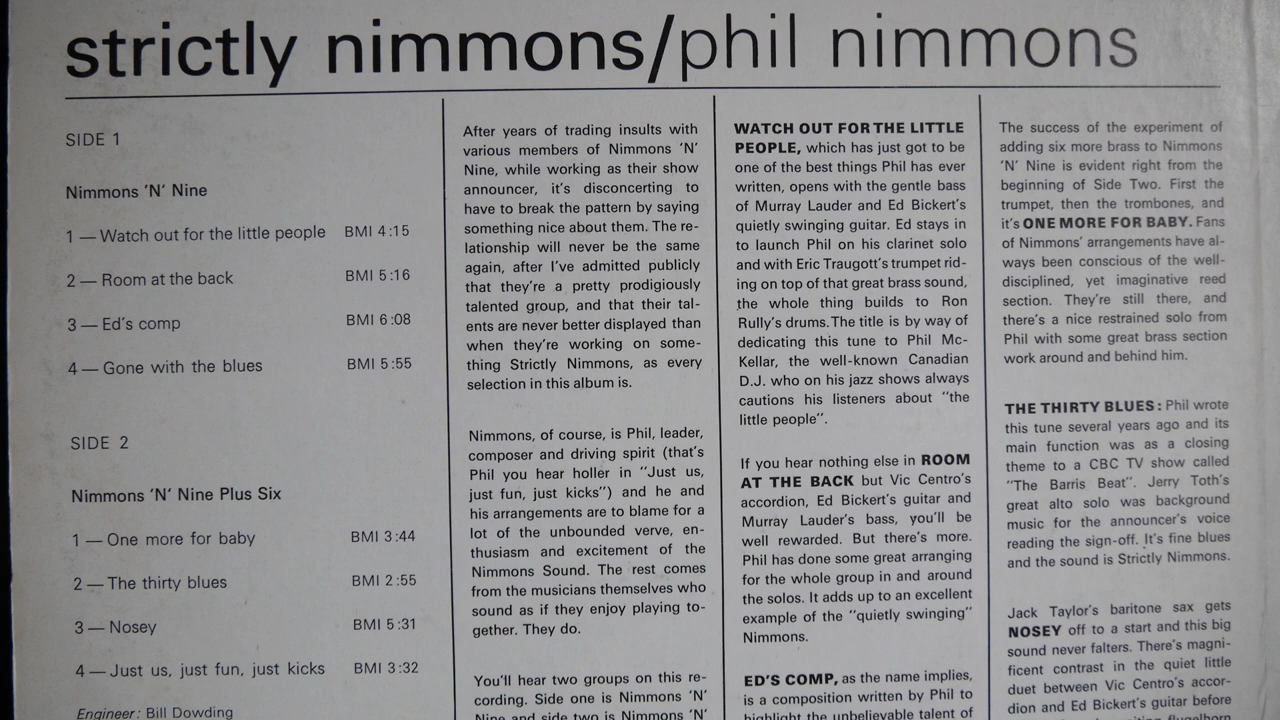 strictly nimmons/phil nimmons
SIDE 1
Nimmons 'N' Nine
1 — Watch out for the little people BMI 4:15
2 — Room at the back BMI 5:16
3 — Ed's comp BMI 6:08
4 — Gone with the blues BMI 5:55
SIDE 2
Nimmons 'N' Nine Plus Six
1 — One more for baby BMI 3:44
2 — The thirty blues BMI 2:55
3 — Nosey BMI 5:31
4 — Just us, just fun, just kicks BMI 3:32
Engineer: Bill Dowding
After years of trading insults with
various members of Nimmons 'N'
Nine, while working as their show
announcer, it's disconcerting to
have to break the pattern by saying
something nice about them. The re-
lationship will never be the same
again, after I've admitted publicly
that they're a pretty prodigiously
talented group, and that their tal-
ents are never better displayed than
when they're working on some-
thing Strictly Nimmons, as every
selection in this album is.
Nimmons, of course, is Phil, leader,
composer and driving spirit (that's
Phil you hear holler in "Just us,
just fun, just kicks") and he and
his arrangements are to blame for a
lot of the unbounded verve, en-
thusiasm and excitement of the
Nimmons Sound. The rest comes
from the musicians themselves who
sound as if they enjoy playing to-
gether. They do.
You'll hear two groups on this re-
cording. Side one is Nimmons 'N'
Nine and side two is Nimmons 'N'
WATCH OUT FOR THE LITTLE
PEOPLE, which has just got to be
one of the best things Phil has ever
written, opens with the gentle bass
of Murray Lauder and Ed Bickert's
quietly swinging guitar. Ed stays in
to launch Phil on his clarinet solo
and with Eric Traugott's trumpet rid-
ing on top of that great brass sound,
the whole thing builds to Ron
Rully's drums. The title is by way of
dedicating this tune to Phil Mc-
Kellar, the well-known Canadian
D.J. who on his jazz shows always
cautions his listeners about "the
little people".
If you hear nothing else in ROOM
AT THE BACK but Vic Centro's
accordion, Ed Bickert's guitar and
Murray Lauder's bass, you'll be
well rewarded. But there's more.
Phil has done some great arranging
for the whole group in and around
the solos. It adds up to an excellent
example of the "quietly swinging"
Nimmons.
ED'S COMP, as the name implies,
is a composition written by Phil to
highlight the unbelievable talent of
The success of the experiment of
adding six more brass to Nimmons
'N' Nine is evident right from the
beginning of Side Two. First the
trumpet, then the trombones, and
it's ONE MORE FOR BABY. Fans
of Nimmons' arrangements have al-
ways been conscious of the well-
disciplined, yet imaginative reed
section. They're still there, and
there's a nice restrained solo from
Phil with some great brass section
work around and behind him.
THE THIRTY BLUES: Phil wrote
this tune several years ago and its
main function was as a closing
theme to a CBC TV show called
"The Barris Beat". Jerry Toth's
great alto solo was background
music for the announcer's voice
reading the sign-off. It's fine blues
and the sound is Strictly Nimmons.
Jack Taylor's baritone sax gets
NOSEY off to a start and this big
sound never falters. There's magni-
ficent contrast in the quiet little
duet between Vic Centro's accor-
dion and Ed Bickert's guitar before
flugelhorn